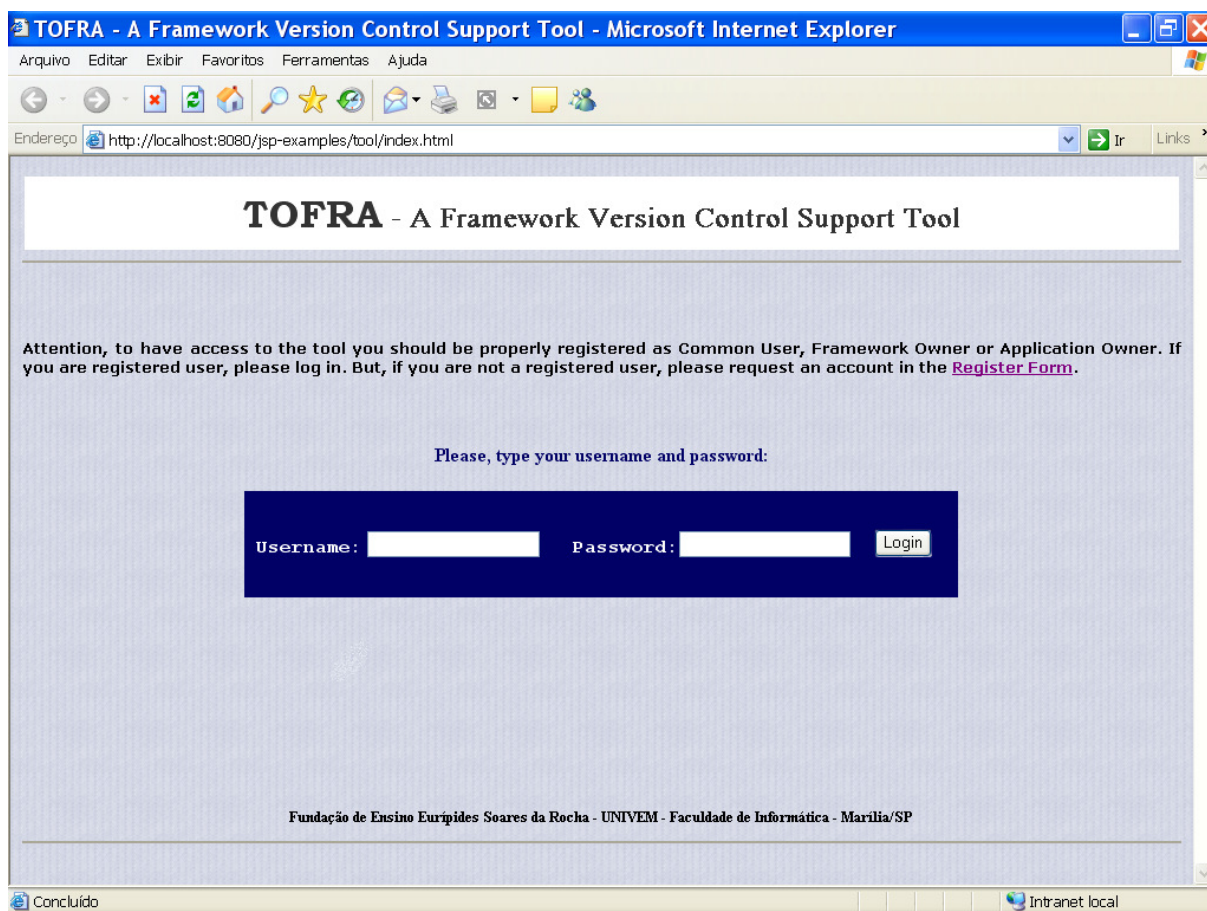 TOFRA - A Framework Version Control Support Tool - Microsoft Internet Explorer
Arquivo Editar Exibir Favoritos Ferramentas Ajuda
Endereço http://localhost:8080/jsp-examples/tool/index.html Ir Links
TOFRA - A Framework Version Control Support Tool
Attention, to have access to the tool you should be properly registered as Common User, Framework Owner or Application Owner. If
you are registered user, please log in. But, if you are not a registered user, please request an account in the Register Form.
Please, type your username and password:
Username: Password: Login
Fundação de Ensino Eurípides Soares da Rocha - UNIVEM - Faculdade de Informática - Marília/SP
Concluído Intranet local